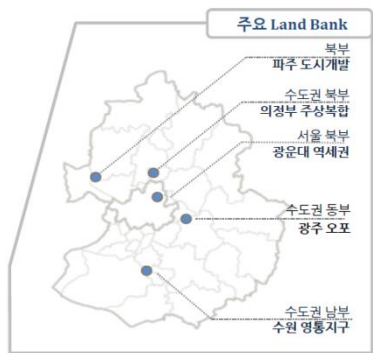 주요 Land Bank
북부
파주 도시개발
수도권 북부
의정부 주상복합
서울 북부
광운대 역세권
수도권 동부
광주 오포
수도권 남부
수원 영통지구